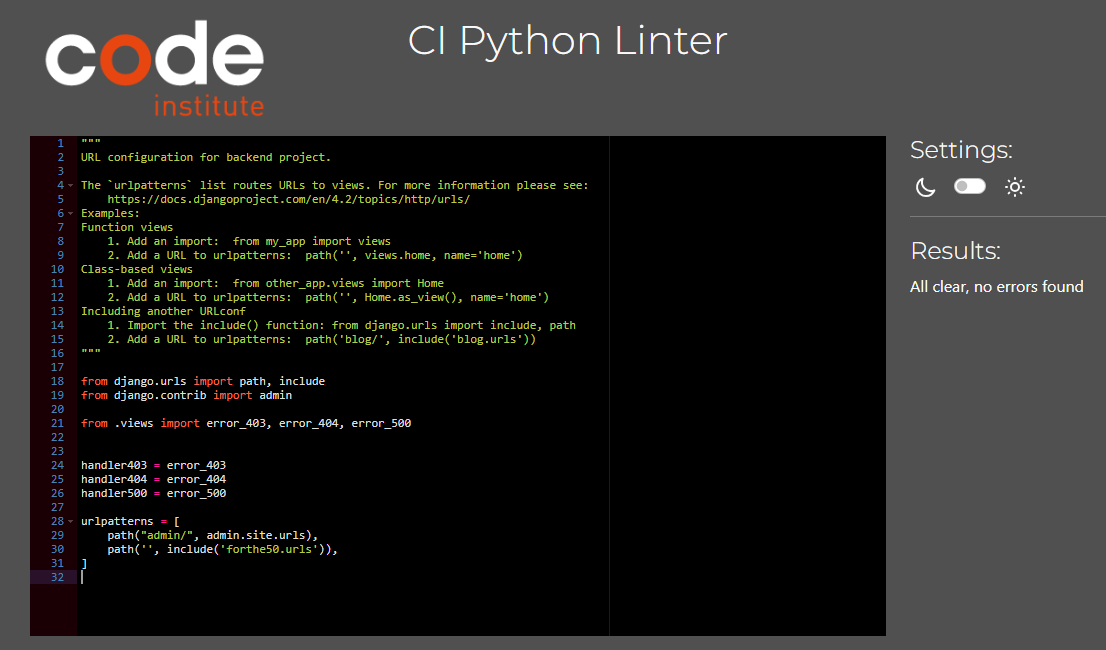 code
institute
CI Python Linter
1 """
2 URL configuration for backend project.
3
4 The `urlpatterns` list routes URLs to views. For more information please see:
5     https://docs.djangoproject.com/en/4.2/topics/http/urls/
6 Examples:
7 Function views
8     1. Add an import:  from my_app import views
9     2. Add a URL to urlpatterns:  path('', views.home, name='home')
10 Class-based views
11     1. Add an import:  from other_app.views import Home
12     2. Add a URL to urlpatterns:  path('', Home.as_view(), name='home')
13 Including another URLconf
14     1. Import the include() function: from django.urls import include, path
15     2. Add a URL to urlpatterns:  path('blog/', include('blog.urls'))
16 """
17
18 from django.urls import path, include
19 from django.contrib import admin
20
21 from .views import error_403, error_404, error_500
22
23
24 handler403 = error_403
25 handler404 = error_404
26 handler500 = error_500
27
28 urlpatterns = [
29     path("admin/", admin.site.urls),
30     path('', include('forthe50.urls')),
31 ]
32
Settings:
Results:
All clear, no errors found